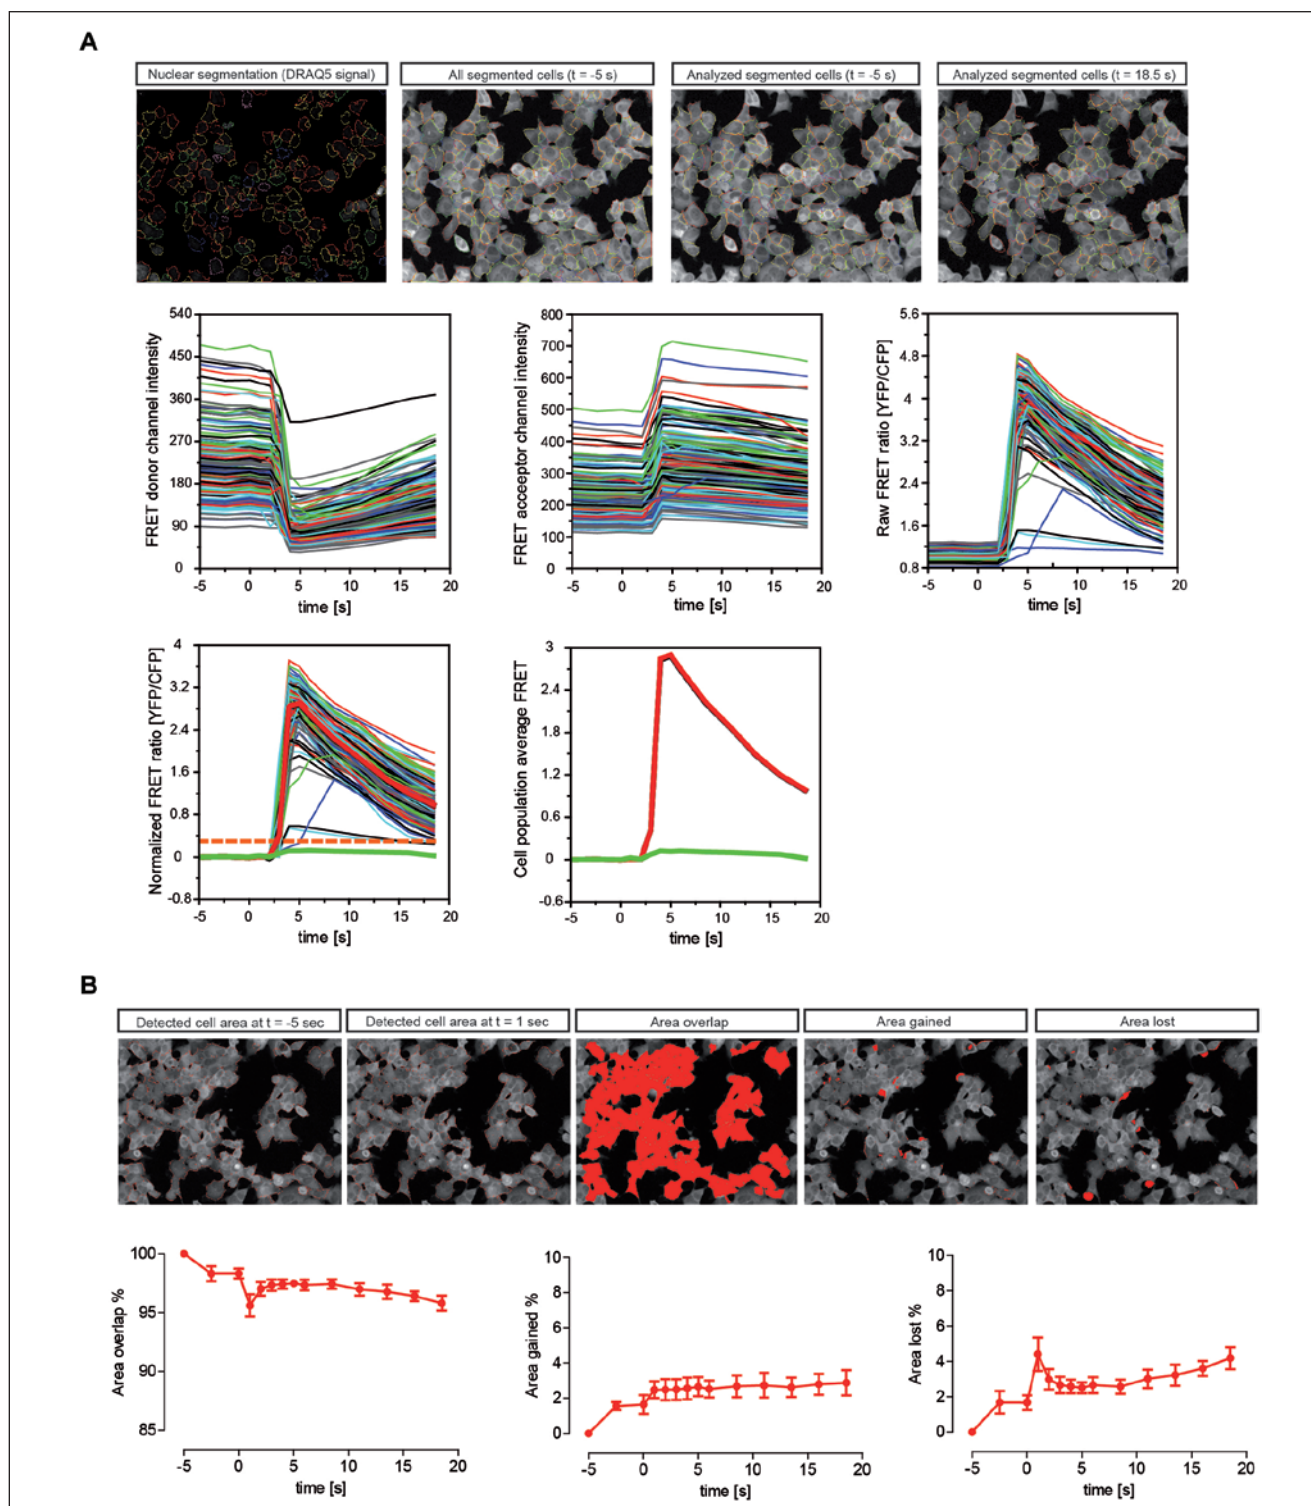 A
Nuclear segmentation (DRAQ5 signal)
All segmented cells (t = -5 s)
Analyzed segmented cells (t = -5 s)
Analyzed segmented cells (t = 18.5 s)
FRET donor channel intensity
540
450
360
270
180
90
0
-5 0 5 10 15 20
time [s]
FRET acceeptor channel intensity
800
700
600
500
400
300
200
100
0
-5 0 5 10 15 20
time [s]
Raw FRET ratio [YFP/CFP]
5.6
4.8
4
3.2
2.4
1.6
0.8
-5 0 5 10 15 20
time [s]
Normalized FRET ratio [YFP/CFP]
4
3.2
2.4
1.6
0.8
0
-0.8
-5 0 5 10 15 20
time [s]
Cell population average FRET
3
2.4
1.8
1.2
0.6
0
-0.6
-5 0 5 10 15 20
time [s]
B
Detected cell area at t = -5 sec
Detected cell area at t = 1 sec
Area overlap
Area gained
Area lost
Area overlap %
100
95
90
85
-5 0 5 10 15 20
time [s]
Area gained %
10
8
6
4
2
0
-5 0 5 10 15 20
time [s]
Area lost %
10
8
6
4
2
0
-5 0 5 10 15 20
time [s]